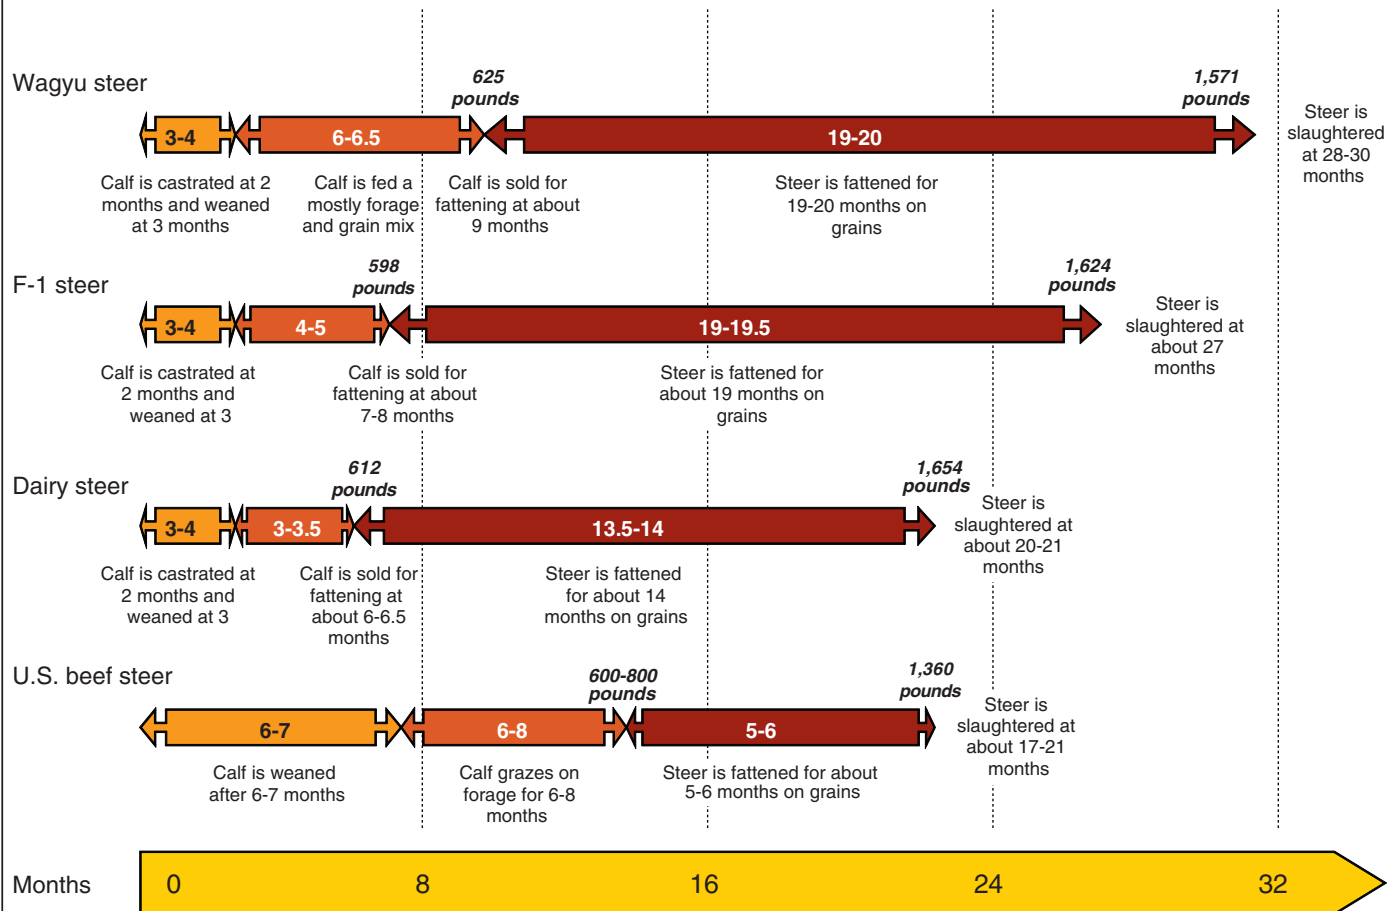 Wagyu steer
625
pounds
1,571
pounds
3-4
6-6.5
19-20
Steer is
slaughtered
at 28-30
months
Calf is castrated at 2
months and weaned
at 3 months
Calf is fed a
mostly forage
and grain mix
Calf is sold for
fattening at about
9 months
Steer is fattened for
19-20 months on
grains
F-1 steer
598
pounds
1,624
pounds
3-4
4-5
19-19.5
Steer is
slaughtered at
about 27
months
Calf is castrated at
2 months and
weaned at 3
Calf is sold for
fattening at about
7-8 months
Steer is fattened for
about 19 months on
grains
Dairy steer
612
pounds
1,654
pounds
3-4
3-3.5
13.5-14
Steer is
slaughtered at
about 20-21
months
Calf is castrated at
2 months and
weaned at 3
Calf is sold for
fattening at
about 6-6.5
months
Steer is fattened
for about 14
months on grains
U.S. beef steer
600-800
pounds
1,360
pounds
6-7
6-8
5-6
Steer is
slaughtered at
about 17-21
months
Calf is weaned
after 6-7 months
Calf grazes on
forage for 6-8
months
Steer is fattened for about
5-6 months on grains
Months
0
8
16
24
32